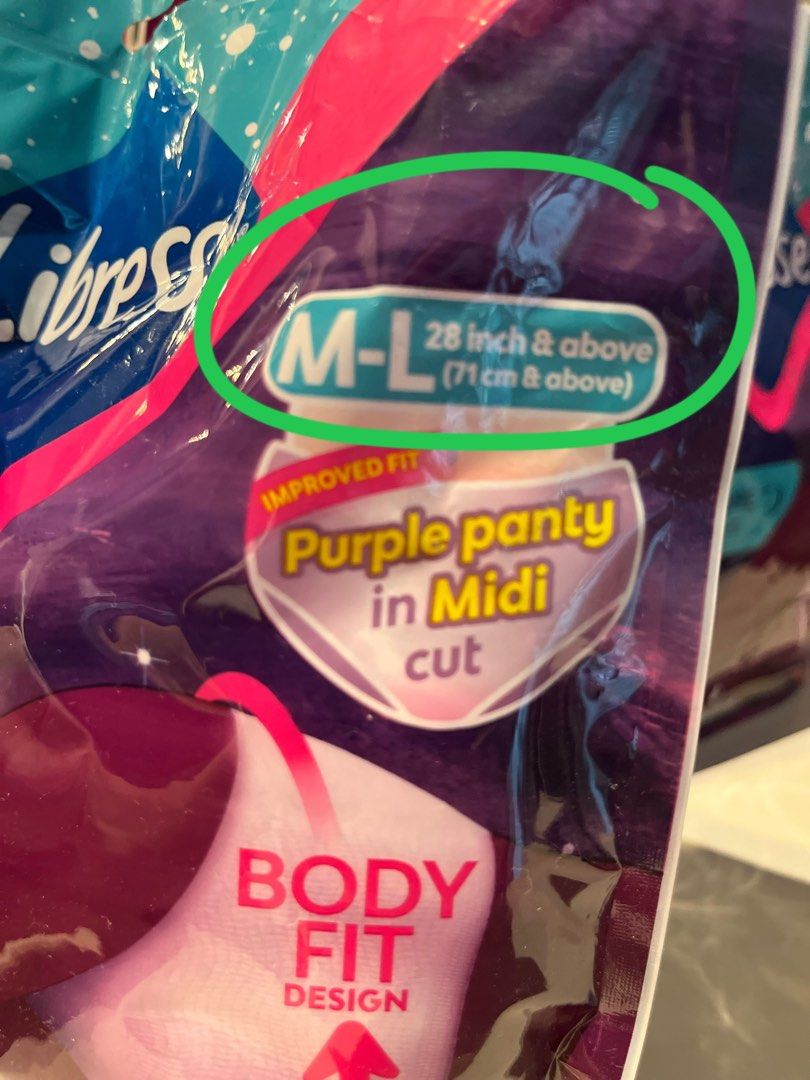 Libresse
M-L 28 inch & above
(71 cm & above)
IMPROVED FIT
Purple panty
in Midi
cut
BODY
FIT
DESIGN